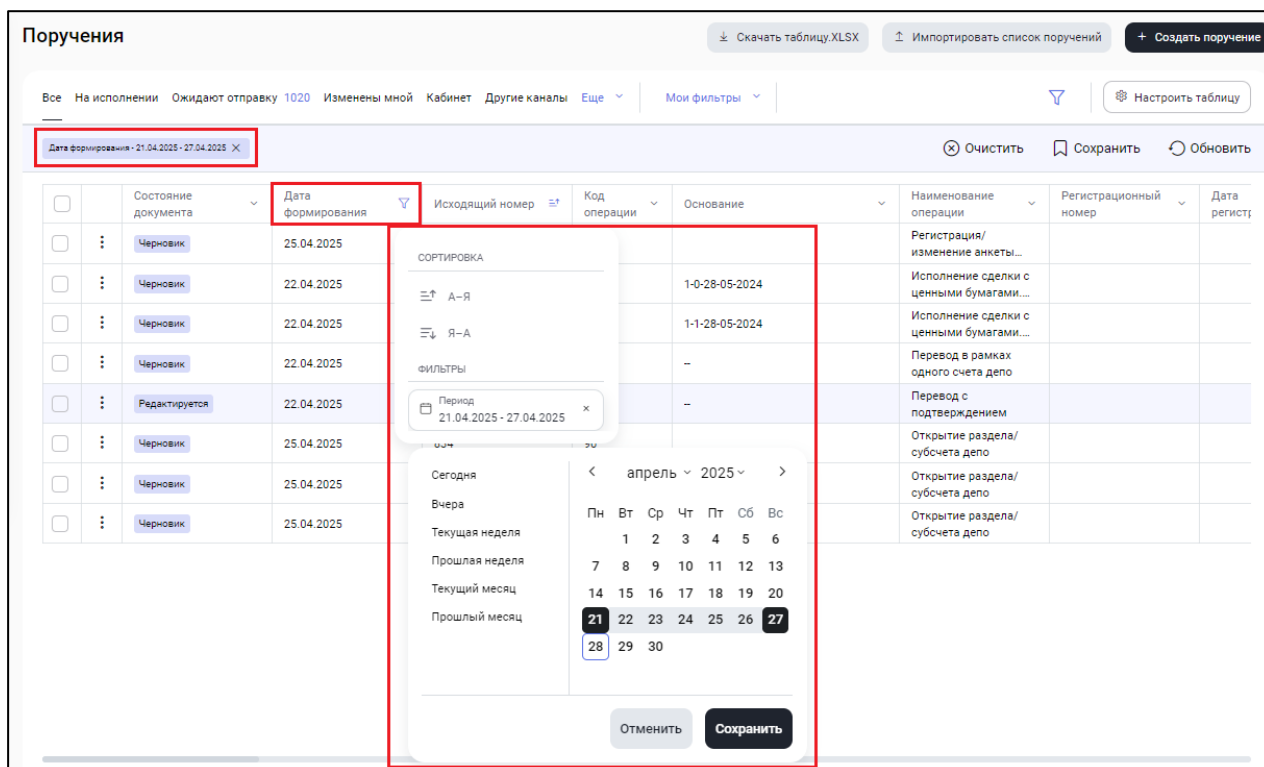 Поручения
Скачать таблицу.XLSX
Импортировать список поручений
+ Создать поручение
Все На исполнении Ожидают отправку 1020 Изменены мной Кабинет Другие каналы Еще
Мои фильтры
Настроить таблицу
Дата формирования • 21.04.2025 - 27.04.2025 ×
Очистить
Сохранить
Обновить
Состояние
документа
Дата
формирования
Исходящий номер
Код
операции
Основание
Наименование
операции
Регистрационный
номер
Дата
регистр
Черновик 25.04.2025
Регистрация/
изменение анкеты...
Черновик 22.04.2025 1-0-28-05-2024
Исполнение сделки с
ценными бумагами....
Черновик 22.04.2025 1-1-28-05-2024
Исполнение сделки с
ценными бумагами....
Черновик 22.04.2025 --
Перевод в рамках
одного счета депо
Редактируется 22.04.2025 --
Перевод с
подтверждением
Черновик 25.04.2025
Открытие раздела/
субсчета депо
Черновик 25.04.2025
Открытие раздела/
субсчета депо
Черновик 25.04.2025
Открытие раздела/
субсчета депо
СОРТИРОВКА
А–Я
Я–А
ФИЛЬТРЫ
Период
21.04.2025 - 27.04.2025 ×
Сегодня
Вчера
Текущая неделя
Прошлая неделя
Текущий месяц
Прошлый месяц
апрель 2025
Пн Вт Ср Чт Пт Сб Вс
1 2 3 4 5 6
7 8 9 10 11 12 13
14 15 16 17 18 19 20
21 22 23 24 25 26 27
28 29 30
Отменить
Сохранить